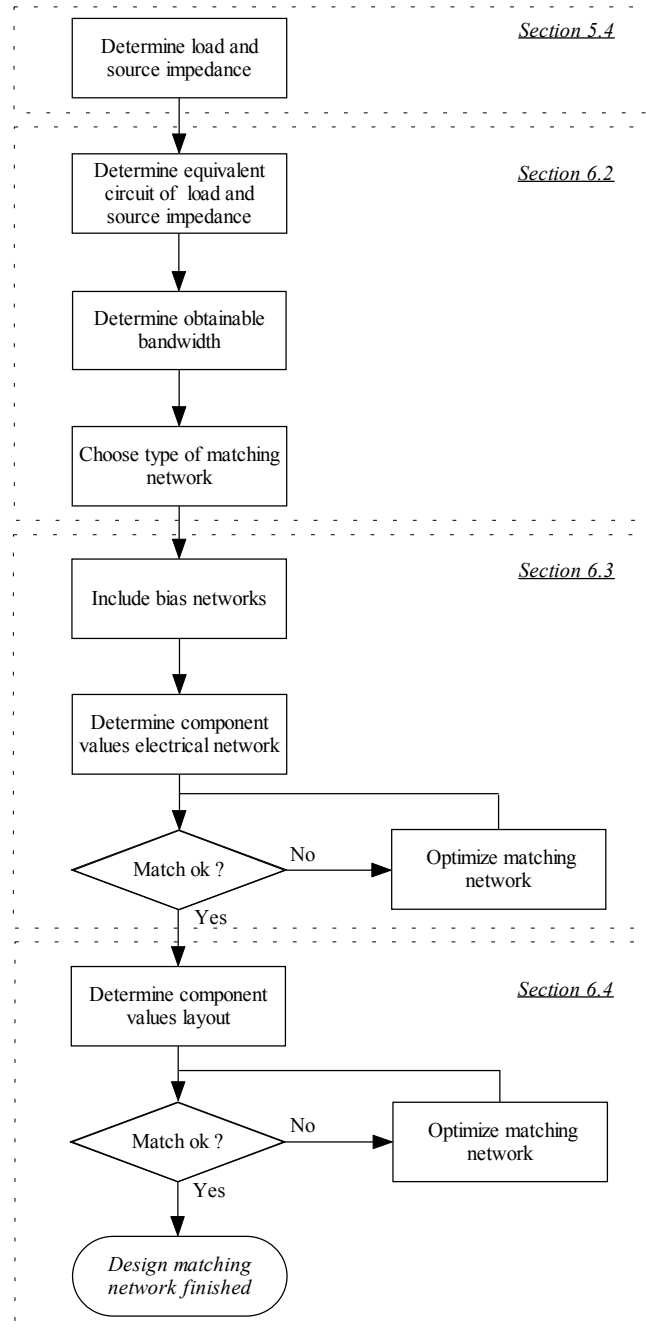 Determine load and
source impedance
Section 5.4
Determine equivalent
circuit of load and
source impedance
Section 6.2
Determine obtainable
bandwidth
Choose type of matching
network
Include bias networks
Section 6.3
Determine component
values electrical network
Match ok ?
No
Optimize matching
network
Yes
Determine component
values layout
Section 6.4
Match ok ?
No
Optimize matching
network
Yes
Design matching
network finished